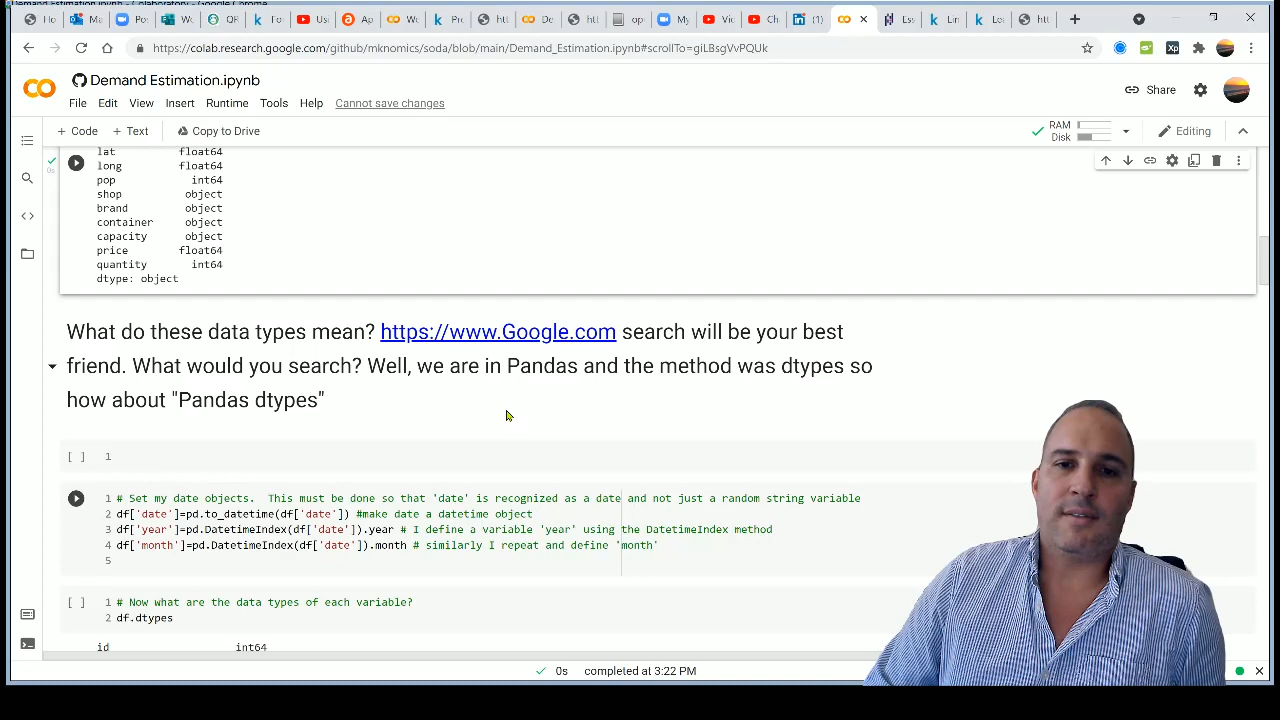 Demand Estimation.ipynb - Colaboratory - Google Chrome
https://colab.research.google.com/github/mknomics/soda/blob/main/Demand_Estimation.ipynb#scrollTo=giLBsgVvPQUk
Demand Estimation.ipynb
Share
File Edit View Insert Runtime Tools Help Cannot save changes
+ Code + Text Copy to Drive
RAM
Disk
Editing
lat float64
long float64
pop int64
shop object
brand object
container object
capacity object
price float64
quantity int64
dtype: object
What do these data types mean? https://www.Google.com search will be your best
friend. What would you search? Well, we are in Pandas and the method was dtypes so
how about "Pandas dtypes"
[ ] 1
1 # Set my date objects.  This must be done so that 'date' is recognized as a date and not just a random string variable
2 df['date']=pd.to_datetime(df['date']) #make date a datetime object
3 df['year']=pd.DatetimeIndex(df['date']).year # I define a variable 'year' using the DatetimeIndex method
4 df['month']=pd.DatetimeIndex(df['date']).month # similarly I repeat and define 'month'
5
[ ] 1 # Now what are the data types of each variable?
2 df.dtypes
id int64
0s completed at 3:22 PM